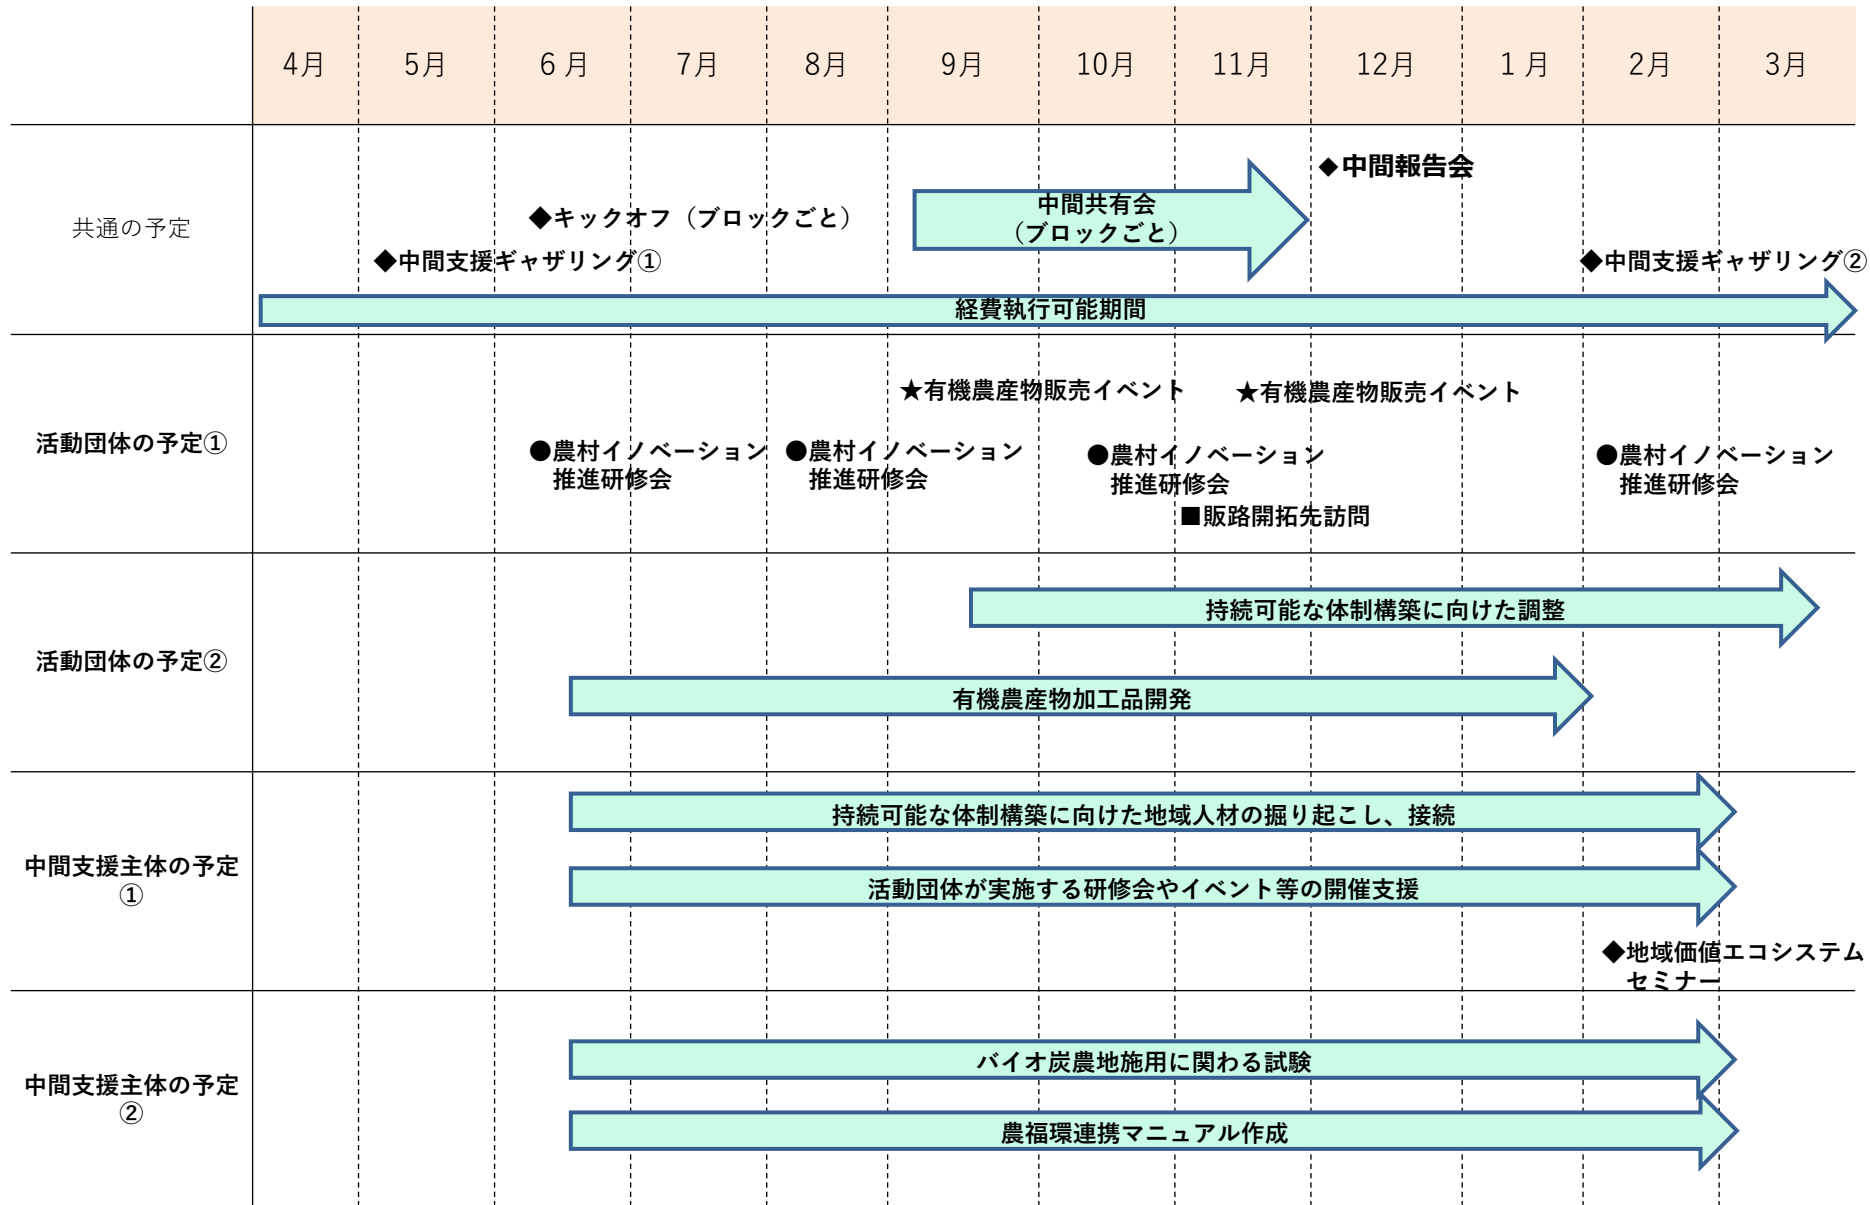 4月 5月 6月 7月 8月 9月 10月 11月 12月 1月 2月 3月
共通の予定
◆中間報告会
中間共有会
（ブロックごと）
◆キックオフ（ブロックごと）
◆中間支援ギャザリング①
◆中間支援ギャザリング②
経費執行可能期間
活動団体の予定①
★有機農産物販売イベント
★有機農産物販売イベント
●農村イノベーション
推進研修会
●農村イノベーション
推進研修会
●農村イノベーション
推進研修会
●農村イノベーション
推進研修会
■販路開拓先訪問
活動団体の予定②
持続可能な体制構築に向けた調整
有機農産物加工品開発
中間支援主体の予定
①
持続可能な体制構築に向けた地域人材の掘り起こし、接続
活動団体が実施する研修会やイベント等の開催支援
◆地域価値エコシステム
セミナー
中間支援主体の予定
②
バイオ炭農地施用に関わる試験
農福環連携マニュアル作成